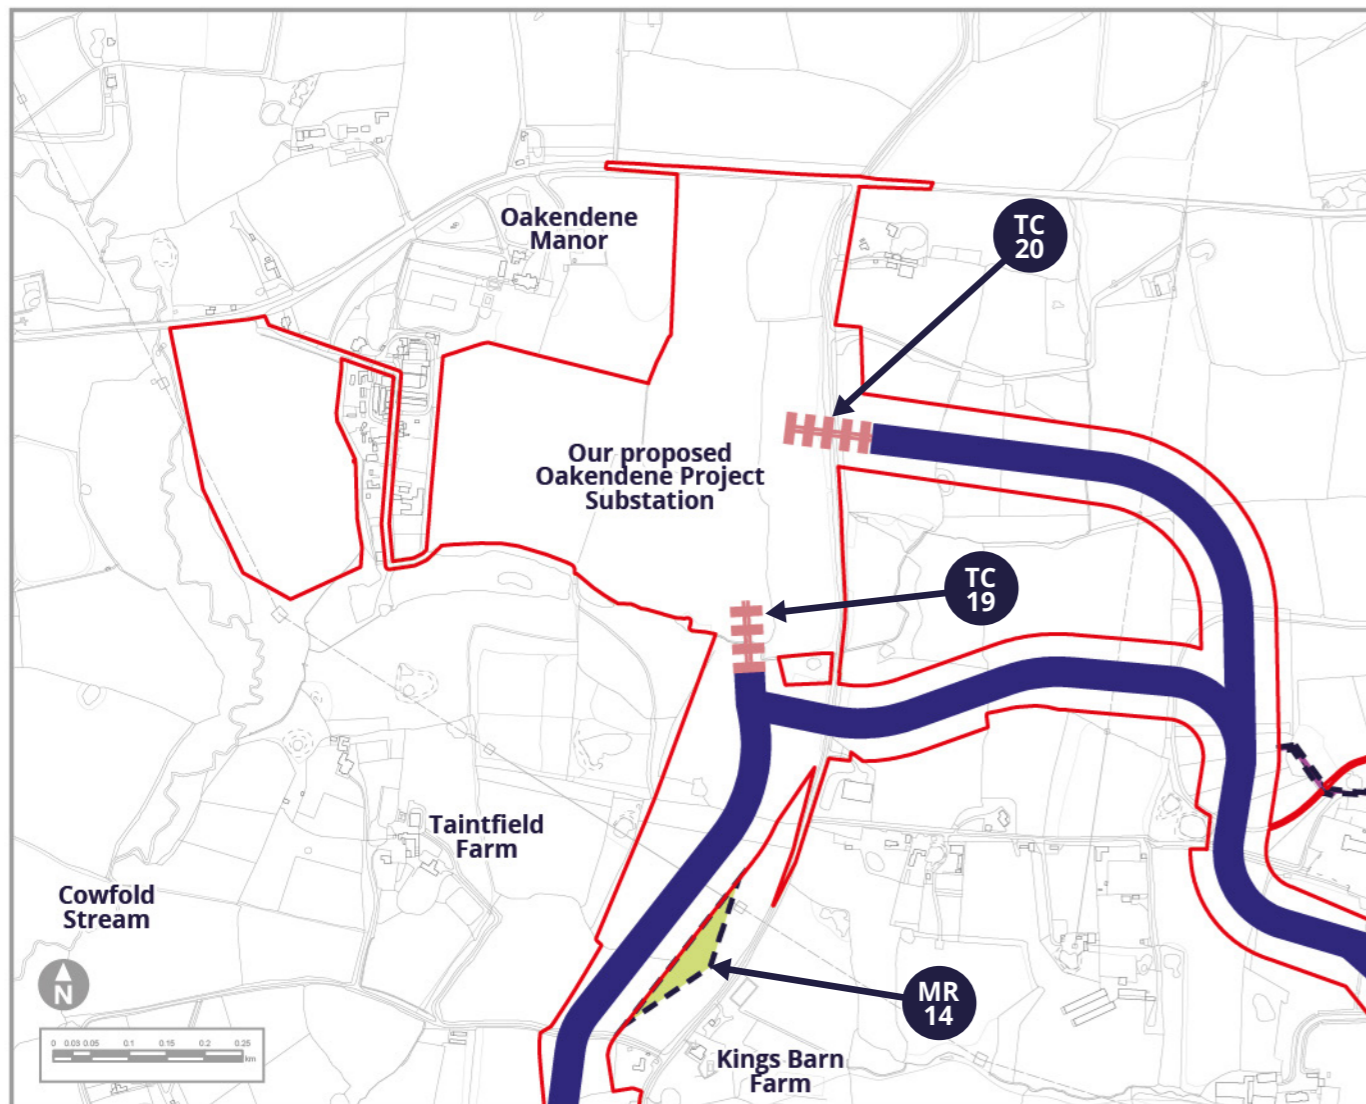 Oakendene
Manor
TC
20
Our proposed
Oakendene Project
Substation
TC
19
Taintfield
Farm
Cowfold
Stream
MR
14
Kings Barn
Farm
N
0 0.03 0.05 0.1 0.15 0.2 0.25
km